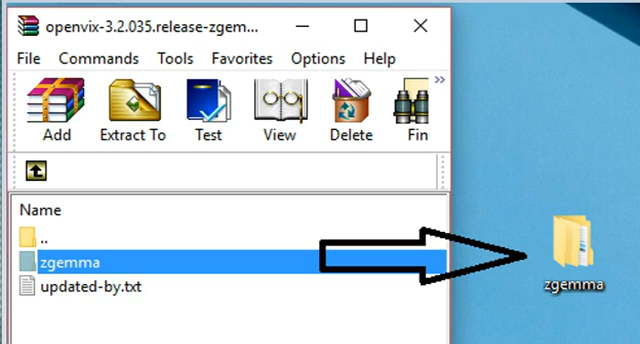 openvix-3.2.035.release-zgem...
File Commands Tools Favorites Options Help
Add Extract To Test View Delete Fin
Name
..
zgemma
updated-by.txt
zgemma